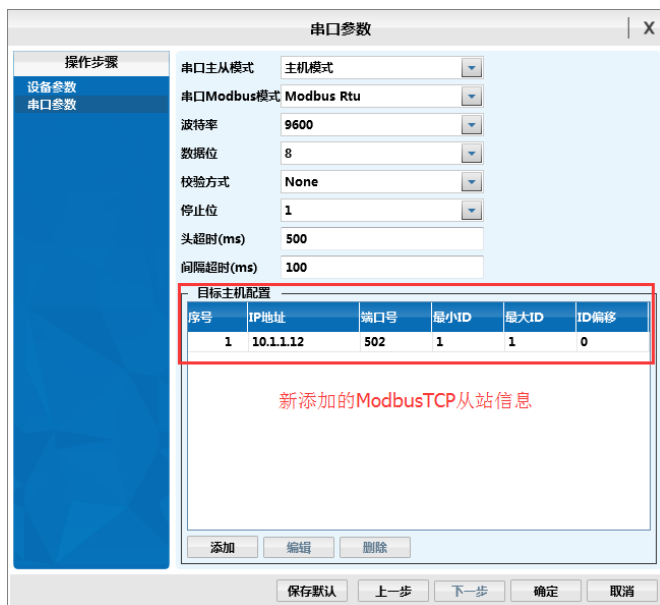 串口参数
X
操作步骤
设备参数
串口参数
串口主从模式 主机模式
串口Modbus模式 Modbus Rtu
波特率 9600
数据位 8
校验方式 None
停止位 1
头超时(ms) 500
间隔超时(ms) 100
目标主机配置
序号 IP地址 端口号 最小ID 最大ID ID偏移
1 10.1.1.12 502 1 1 0
新添加的ModbusTCP从站信息
添加 编辑 删除
保存默认 上一步 下一步 确定 取消